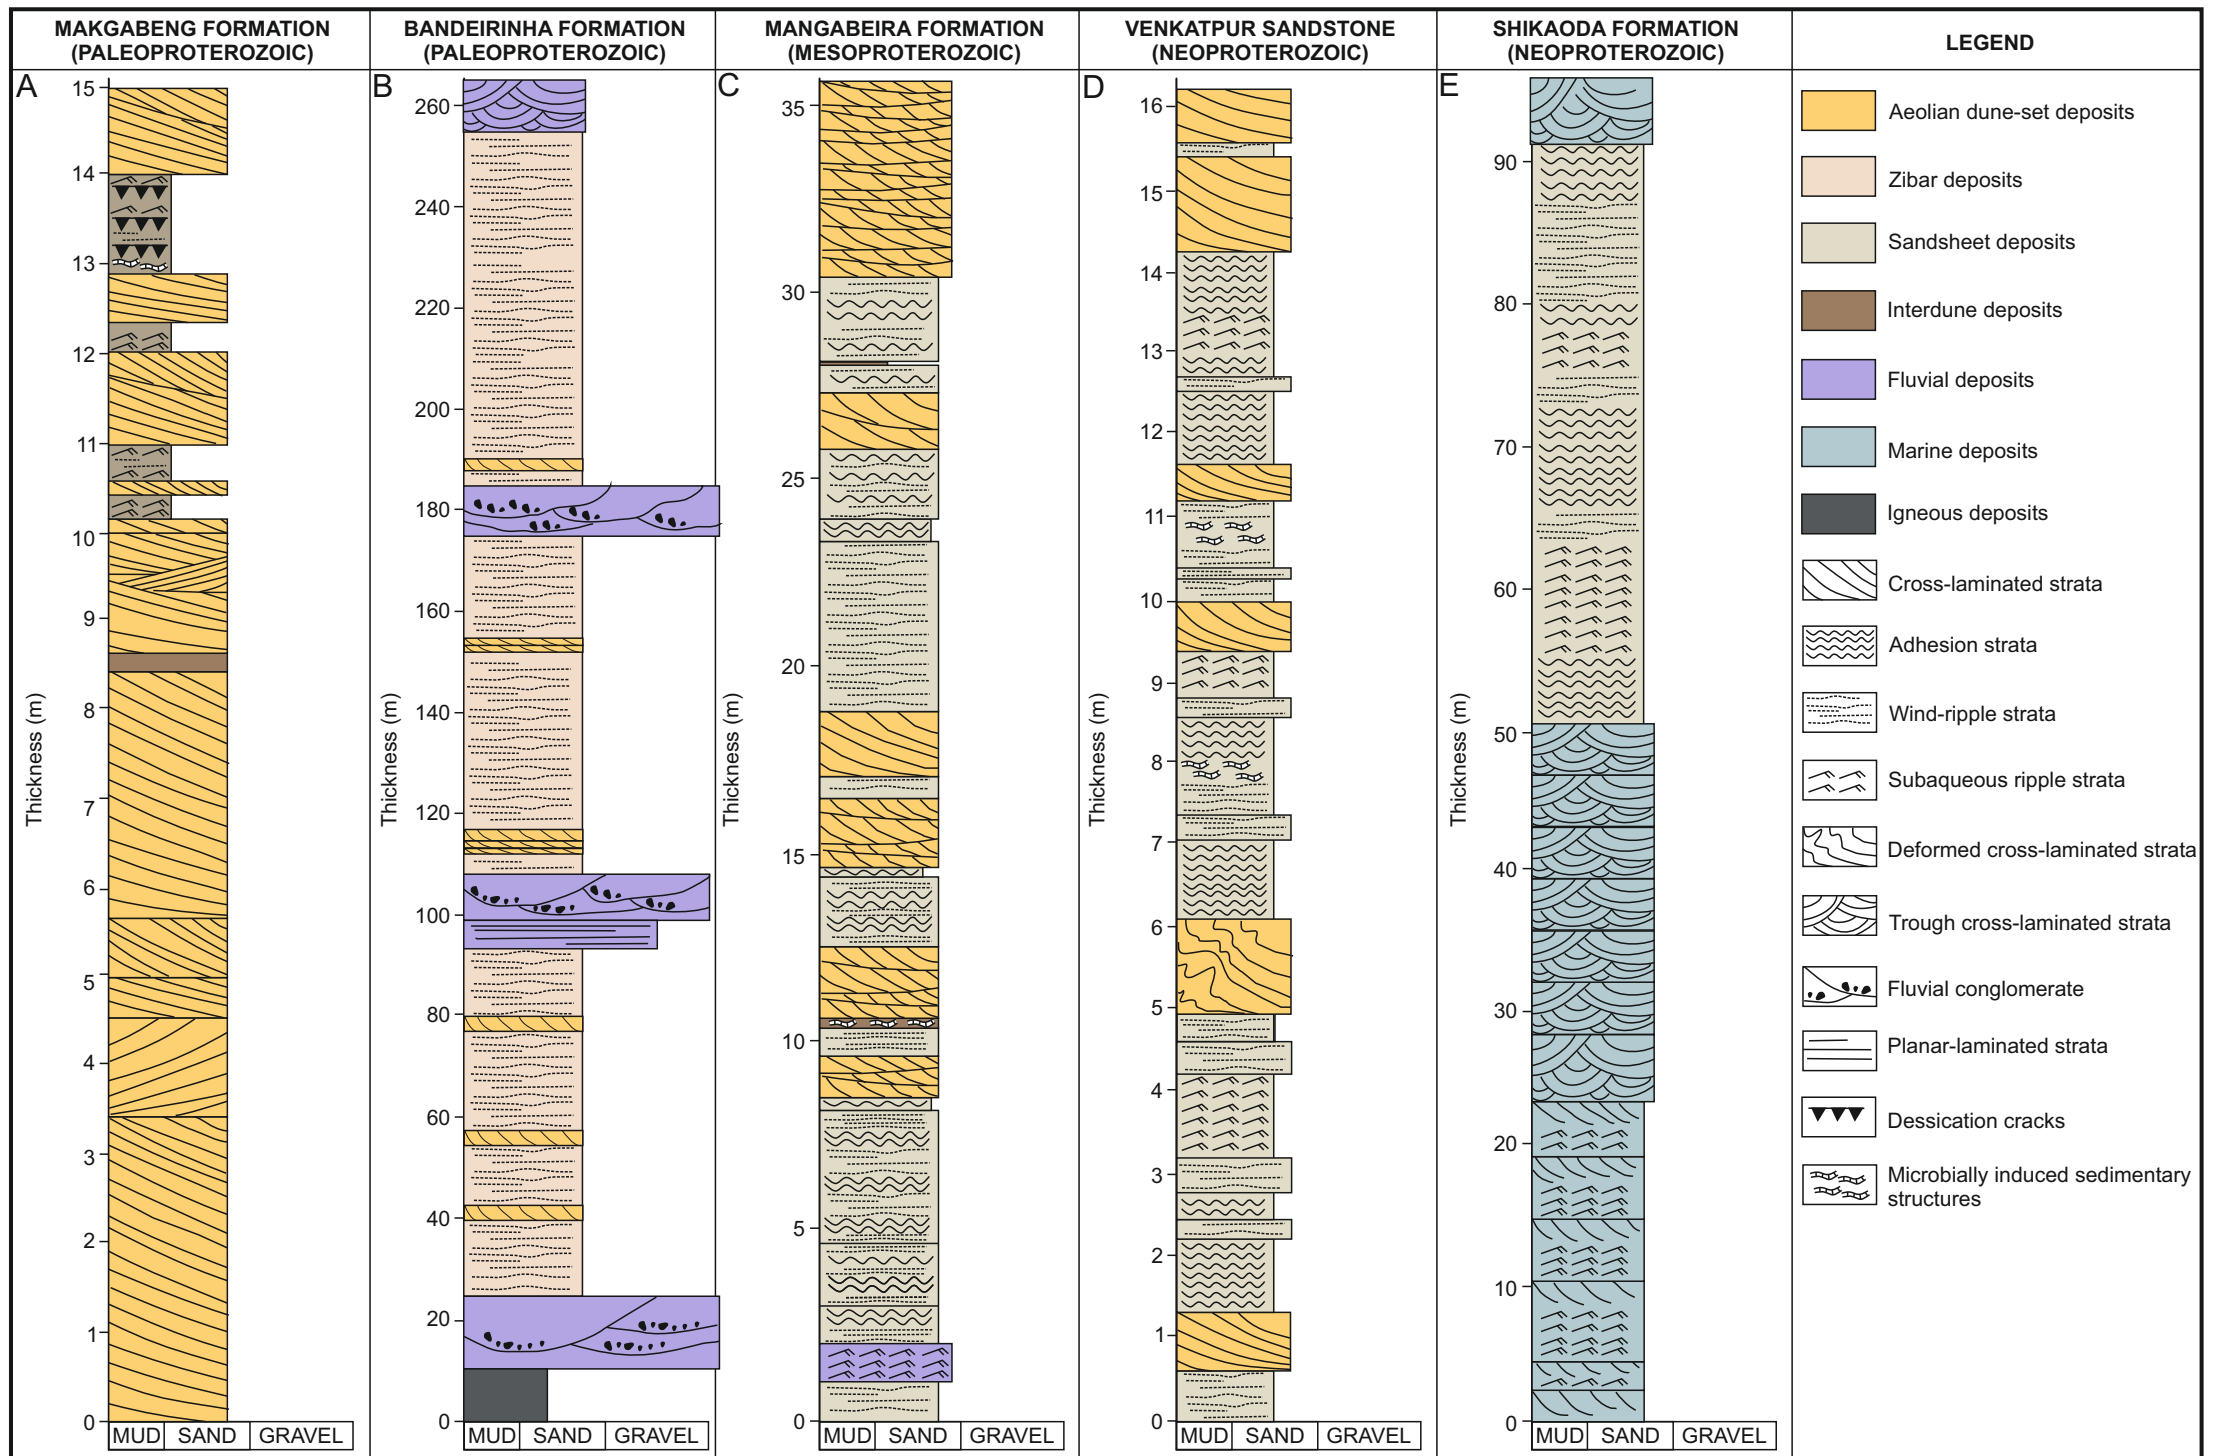 MAKGABENG FORMATION
(PALEOPROTEROZOIC)
BANDEIRINHA FORMATION
(PALEOPROTEROZOIC)
MANGABEIRA FORMATION
(MESOPROTEROZOIC)
VENKATPUR SANDSTONE
(NEOPROTEROZOIC)
SHIKAODA FORMATION
(NEOPROTEROZOIC)
LEGEND
A
15
14
13
12
11
10
9
8
7
6
5
4
3
2
1
0
Thickness (m)
MUD SAND GRAVEL
B
260
240
220
200
180
160
140
120
100
80
60
40
20
0
Thickness (m)
MUD SAND GRAVEL
C
35
30
25
20
15
10
5
0
Thickness (m)
MUD SAND GRAVEL
D
16
15
14
13
12
11
10
9
8
7
6
5
4
3
2
1
0
Thickness (m)
MUD SAND GRAVEL
E
90
80
70
60
50
40
30
20
10
0
Thickness (m)
MUD SAND GRAVEL
Aeolian dune-set deposits
Zibar deposits
Sandsheet deposits
Interdune deposits
Fluvial deposits
Marine deposits
Igneous deposits
Cross-laminated strata
Adhesion strata
Wind-ripple strata
Subaqueous ripple strata
Deformed cross-laminated strata
Trough cross-laminated strata
Fluvial conglomerate
Planar-laminated strata
Dessication cracks
Microbially induced sedimentary
structures